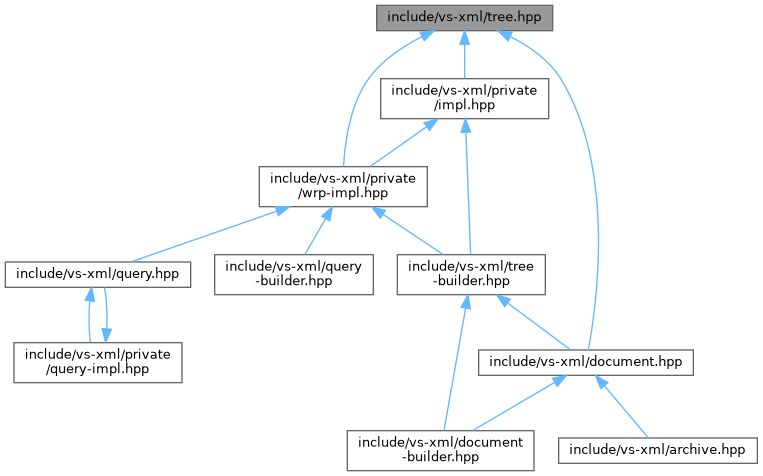 include/vs-xml/tree.hpp
include/vs-xml/private
/impl.hpp
include/vs-xml/private
/wrp-impl.hpp
include/vs-xml/query.hpp
include/vs-xml/query
-builder.hpp
include/vs-xml/tree
-builder.hpp
include/vs-xml/private
/query-impl.hpp
include/vs-xml/document.hpp
include/vs-xml/document
-builder.hpp
include/vs-xml/archive.hpp